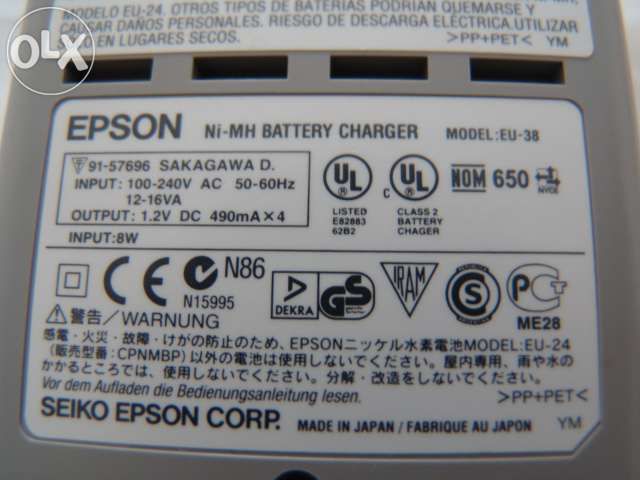 OLX
MODELO EU-24. OTROS TIPOS DE BATERÍAS PODRÍAN QUEMARSE Y
CAUSAR DAÑOS PERSONALES. RIESGO DE DESCARGA ELÉCTRICA.UTILIZAR
LUGARES SECOS.
>PP+PET< YM
EPSON Ni-MH BATTERY CHARGER MODEL:EU-38
91-57696 SAKAGAWA D.
INPUT: 100-240V AC 50-60Hz
12-16VA
OUTPUT: 1.2V DC 490mA×4
INPUT:8W
UL
LISTED
E82883
62B2
C UL
CLASS 2
BATTERY
CHAGER
NOM 650 NYCE
CE N86
N15995
DEKRA GS
IRAM
S
PCT
ME28
警告/WARNUNG
感電・火災・故障・けがの防止のため、EPSONニッケル水素電池MODEL:EU-24
(販売型番:CPNMBP)以外の電池は使用しないでください。屋内専用、雨や水の
かかるところでは、使用しないでください。分解・改造をしないでください。
Vor dem Aufladen die Bedienungsanleitung lesen. >PP+PET<
SEIKO EPSON CORP. MADE IN JAPAN / FABRIQUE AU JAPON YM